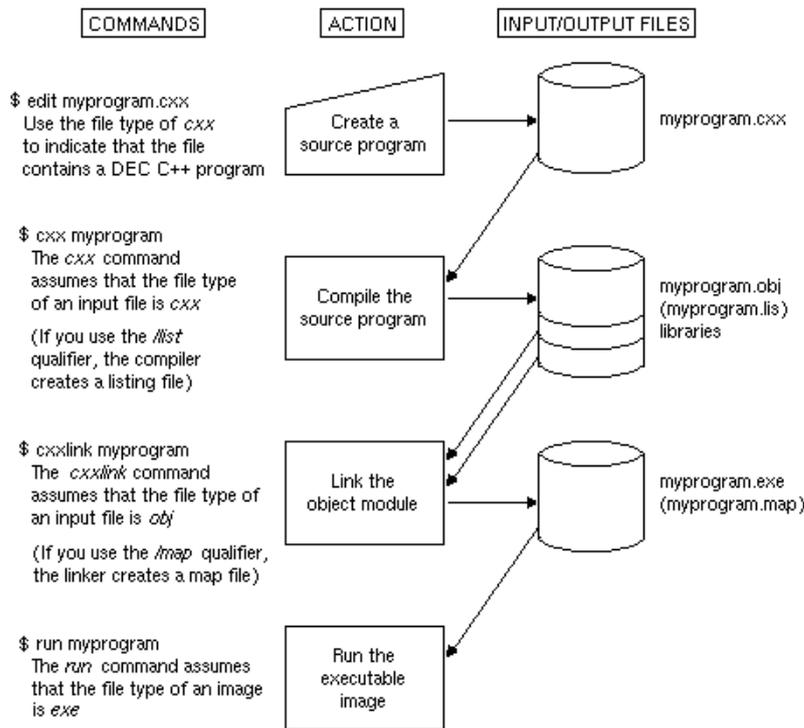 COMMANDS
ACTION
INPUT/OUTPUT FILES
$ edit myprogram.cxx
Use the file type of cxx
to indicate that the file
contains a DEC C++ program
Create a
source program
myprogram.cxx
$ cxx myprogram
The cxx command
assumes that the file type
of an input file is cxx
(If you use the /list
qualifier, the compiler
creates a listing file)
Compile the
source program
myprogram.obj
(myprogram.lis)
libraries
$ cxxlink myprogram
The cxxlink command
assumes that the file type of
an input file is obj
(If you use the /map qualifier,
the linker creates a map file)
Link the
object module
myprogram.exe
(myprogram.map)
$ run myprogram
The run command assumes
that the file type of an image
is exe
Run the
executable
image